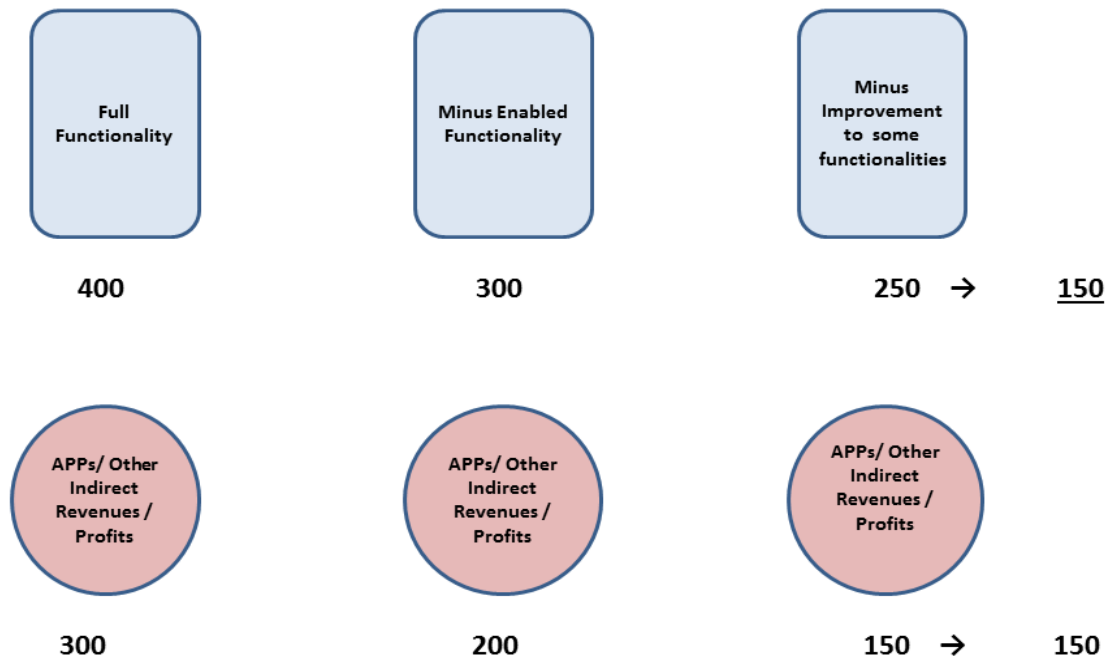 Full
Functionality
Minus Enabled
Functionality
Minus
Improvement
to some
functionalities
400
300
250 → 150
APPs/ Other
Indirect
Revenues /
Profits
APPs/ Other
Indirect
Revenues /
Profits
APPs/ Other
Indirect
Revenues /
Profits
300
200
150 → 150